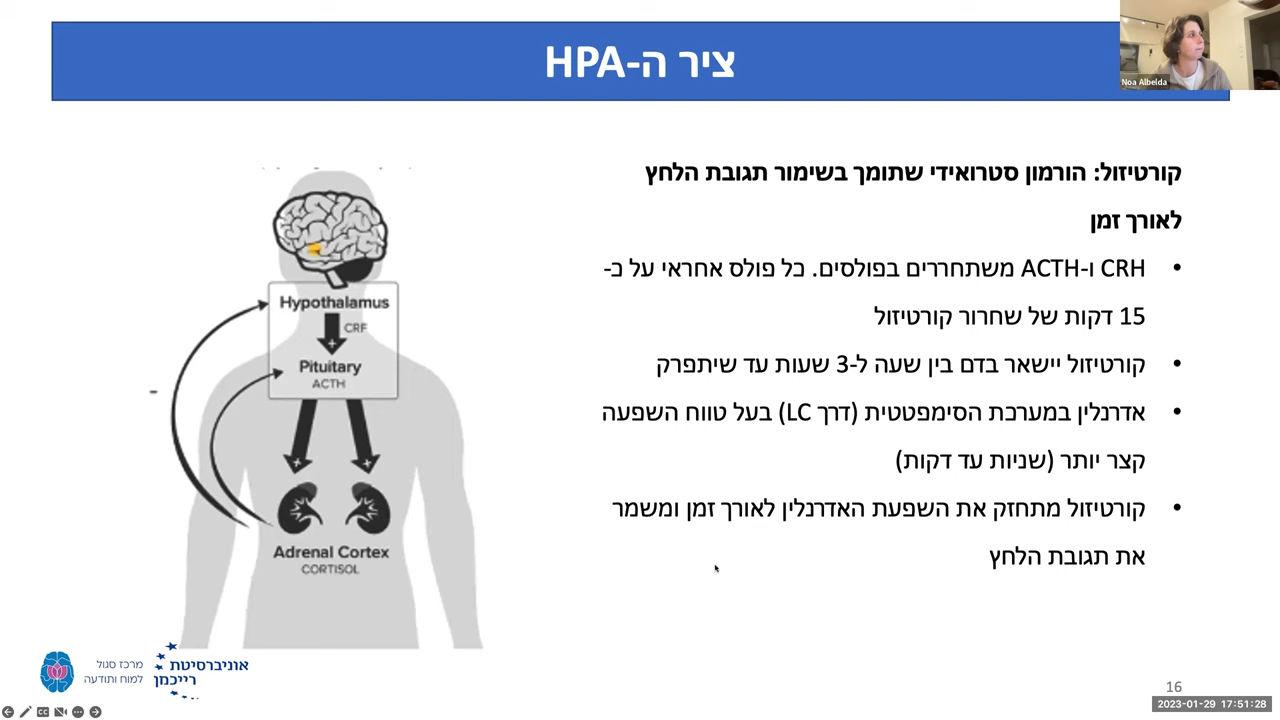 ציר ה-HPA
Noa Albelda
קורטיזול: הורמון סטרואידי שתומך בשימור תגובת הלחץ
לאורך זמן
• CRH ו-ACTH משתחררים בפולסים. כל פולס אחראי על כ-
15 דקות של שחרור קורטיזול
• קורטיזול יישאר בדם בין שעה ל-3 שעות עד שיתפרק
• אדרנלין במערכת הסימפטטית (דרך LC) בעל טווח השפעה
קצר יותר (שניות עד דקות)
• קורטיזול מתחזק את השפעת האדרנלין לאורך זמן ומשמר
את תגובת הלחץ
Hypothalamus
CRF
+
Pituitary
ACTH
+ +
Adrenal Cortex
CORTISOL
-
מרכז סגול
למוח ותודעה
אוניברסיטת
רייכמן
16
2023-01-29 17:51:28